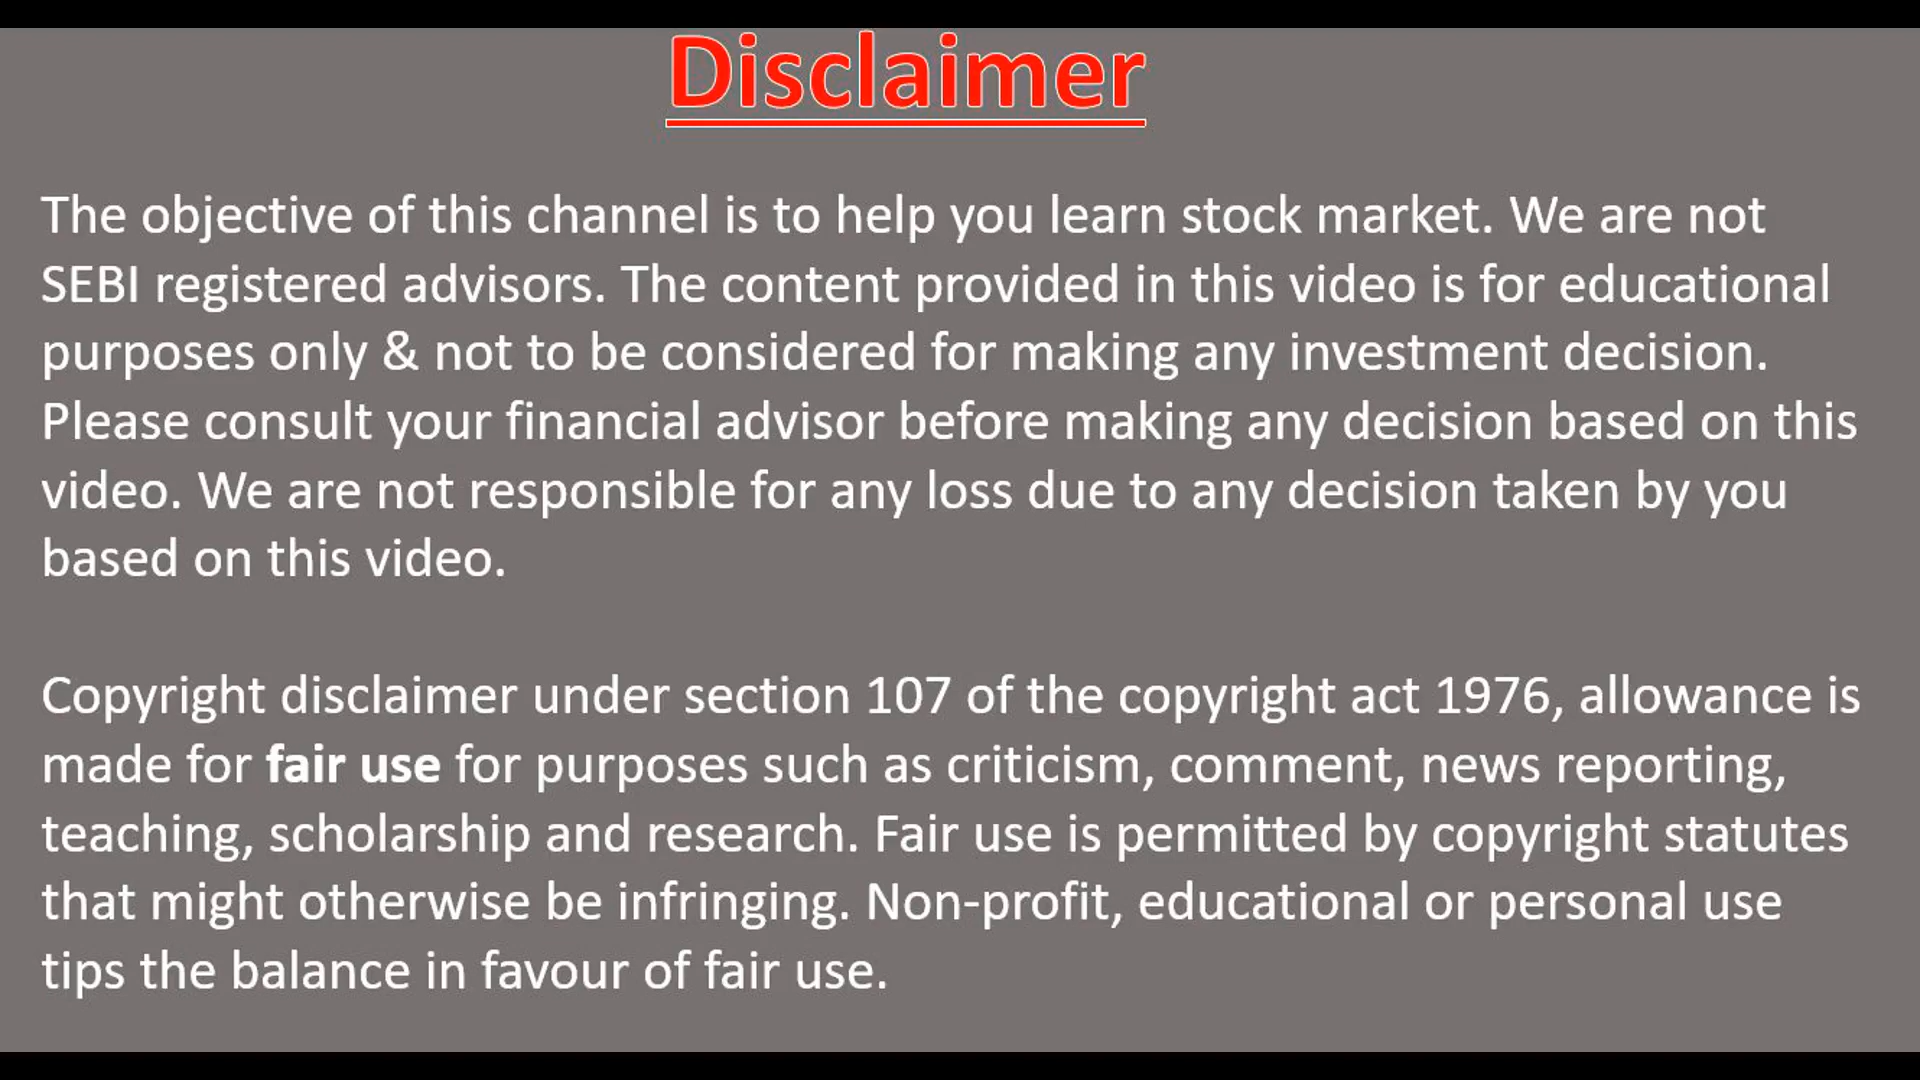 Disclaimer
The objective of this channel is to help you learn stock market. We are not
SEBI registered advisors. The content provided in this video is for educational
purposes only & not to be considered for making any investment decision.
Please consult your financial advisor before making any decision based on this
video. We are not responsible for any loss due to any decision taken by you
based on this video.
Copyright disclaimer under section 107 of the copyright act 1976, allowance is
made for fair use for purposes such as criticism, comment, news reporting,
teaching, scholarship and research. Fair use is permitted by copyright statutes
that might otherwise be infringing. Non-profit, educational or personal use
tips the balance in favour of fair use.